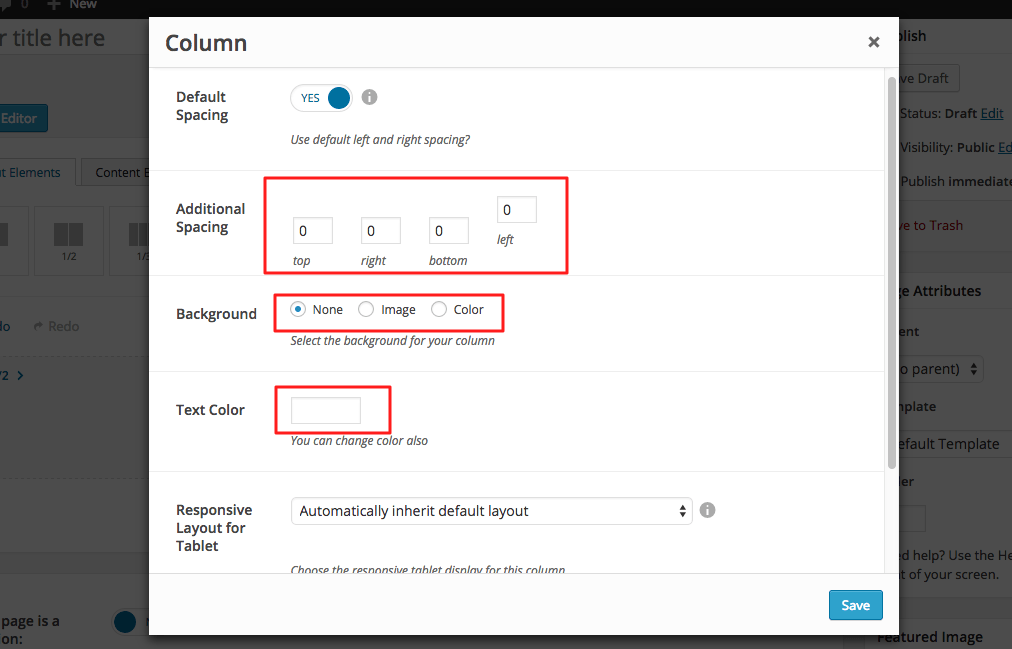 0 New
r title here
Column
Editor
Elements
Content
1/2
Redo
1/2
page is a
on:
Default
Spacing
YES
Use default left and right spacing?
Additional
Spacing
0 0 0 0
top right bottom left
Background
None Image Color
Select the background for your column
Text Color
You can change color also
Responsive
Layout for
Tablet
Automatically inherit default layout
Choose the responsive tablet display for this column
Save
blish
ve Draft
Status: Draft Edit
Visibility: Public Ed
Publish immediate
ve to Trash
ge Attributes
ent
o parent)
mplate
efault Template
er
d help? Use the He
t of your screen.
Featured Image